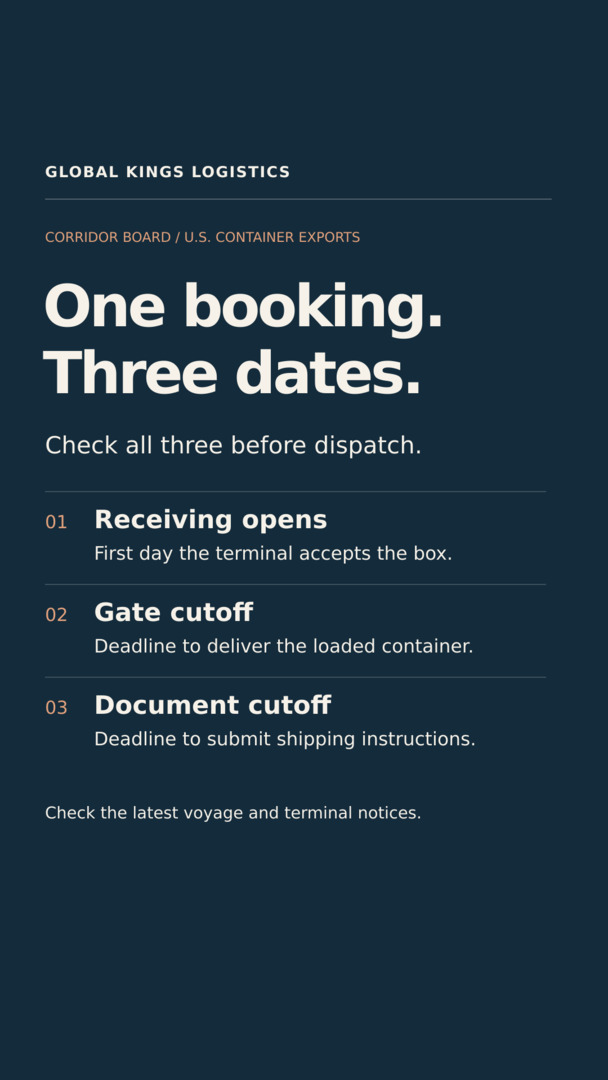 GLOBAL KINGS LOGISTICS
CORRIDOR BOARD / U.S. CONTAINER EXPORTS
One booking.
Three dates.
Check all three before dispatch.
01 Receiving opens
First day the terminal accepts the box.
02 Gate cutoff
Deadline to deliver the loaded container.
03 Document cutoff
Deadline to submit shipping instructions.
Check the latest voyage and terminal notices.